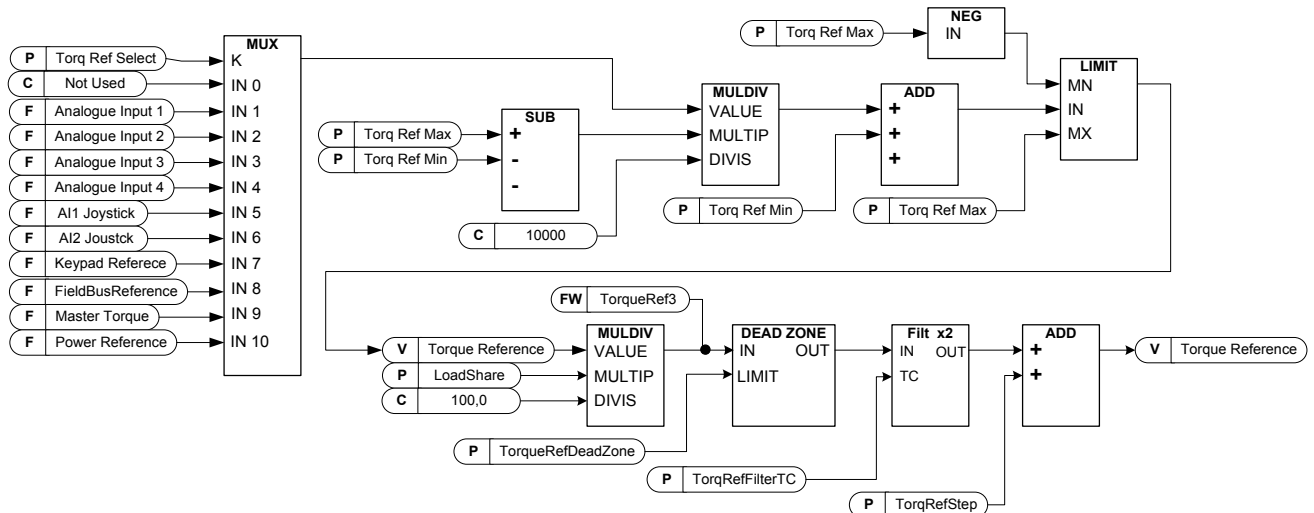 MUX
P Torq Ref Select K
C Not Used IN 0
F Analogue Input 1 IN 1
F Analogue Input 2 IN 2
F Analogue Input 3 IN 3
F Analogue Input 4 IN 4
F AI1 Joystick IN 5
F AI2 Joustck IN 6
F Keypad Referece IN 7
F FieldBusReference IN 8
F Master Torque IN 9
F Power Reference IN 10
SUB
P Torq Ref Max +
P Torq Ref Min -
-
C 10000
MULDIV
VALUE
MULTIP
DIVIS
ADD
+
+
+
P Torq Ref Min
P Torq Ref Max
NEG
P Torq Ref Max IN
LIMIT
MN
IN
MX
FW TorqueRef3
MULDIV
V Torque Reference VALUE
P LoadShare MULTIP
C 100,0 DIVIS
DEAD ZONE
IN OUT
LIMIT
P TorqueRefDeadZone
Filt x2
IN OUT
TC
P TorqRefFilterTC
ADD
+
+
P TorqRefStep
V Torque Reference